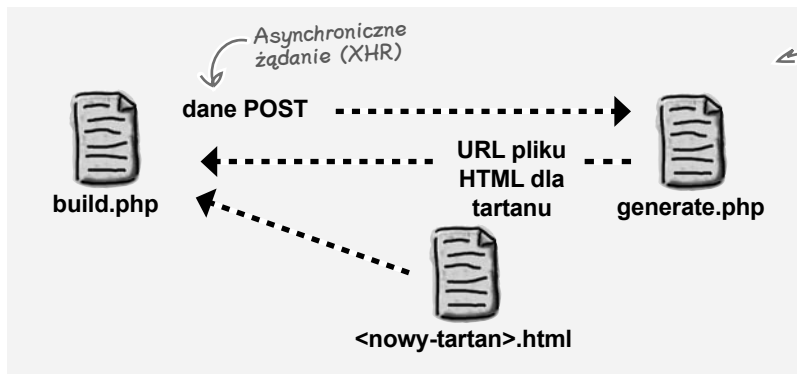 Asynchroniczne
żądanie (XHR)
dane POST
URL pliku
HTML dla
tartanu
build.php
generate.php
<nowy-tartan>.html